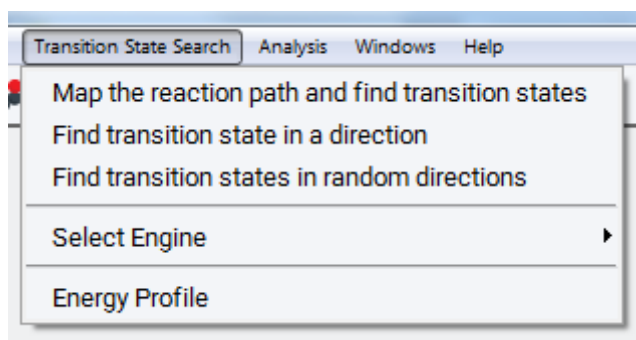 Transition State Search Analysis Windows Help
Map the reaction path and find transition states
Find transition state in a direction
Find transition states in random directions
Select Engine
Energy Profile